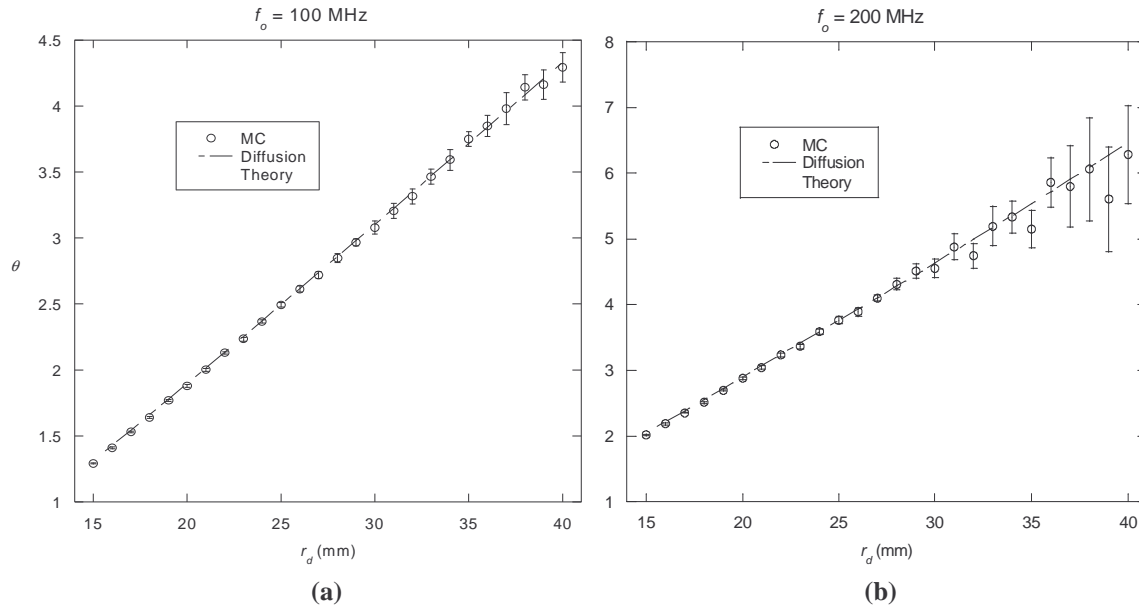 f_o = 100 MHz
4.5
4
3.5
3
2.5
2
1.5
1
θ
MC
Diffusion
Theory
15 20 25 30 35 40
r_d (mm)
(a)
f_o = 200 MHz
8
7
6
5
4
3
2
1
MC
Diffusion
Theory
15 20 25 30 35 40
r_d (mm)
(b)